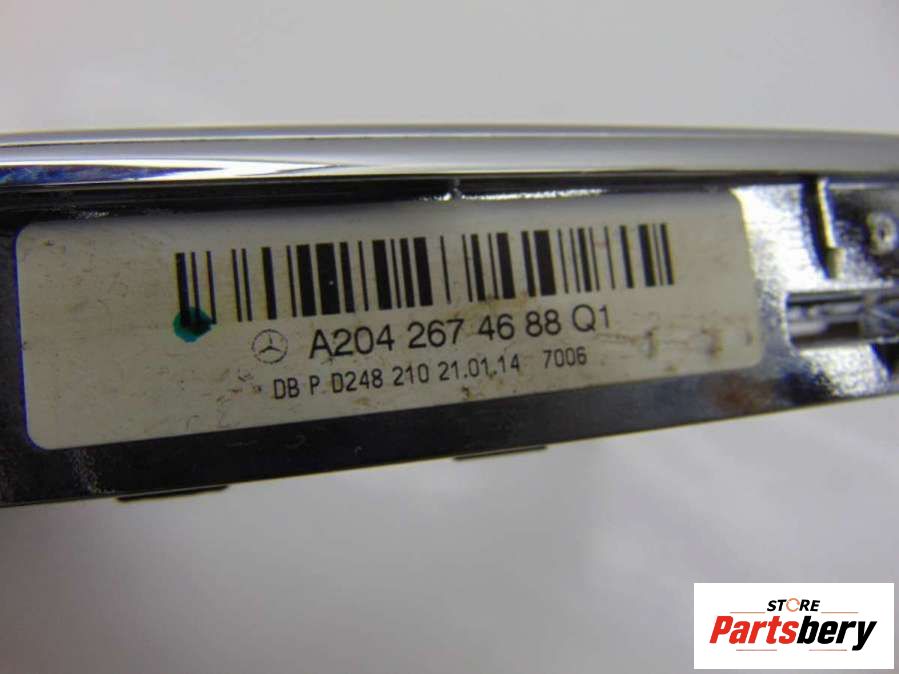 A204 267 46 88 Q1
DB P D248 210 21.01.14 7006
STORE
Partsbery